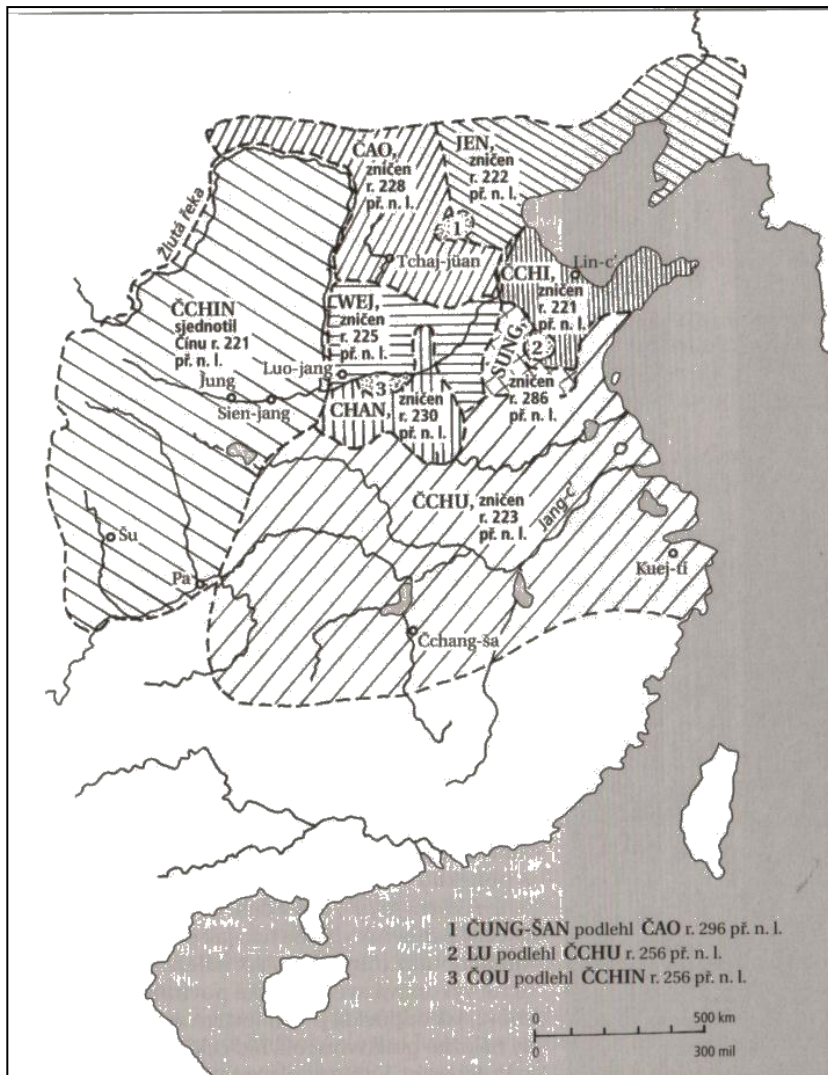 ČAO,
zničen
r. 228
př. n. l.
JEN,
zničen
r. 222
př. n. l.
1
Žlutá řeka
Tchaj-jüan
ČCHI,
zničen
r. 221
př. n. l.
Lin-c'
ČCHIN
sjednotil
Čínu r. 221
př. n. l.
WEJ,
zničen
r. 225
př. n. l.
SUNG,
zničen
r. 286
př. n. l.
2
Luo-jang
Jung
Sien-jang
3
CHAN,
zničen
r. 230
př. n. l.
ČCHU, zničen
r. 223
př. n. l.
Jang-c'
Šu
Pa
Kuej-ťi
Čchang-ša
1 ČUNG-ŠAN podlehl ČAO r. 296 př. n. l.
2 LU podlehl ČCHU r. 256 př. n. l.
3 ČOU podlehl ČCHIN r. 256 př. n. l.
0 500 km
0 300 mil